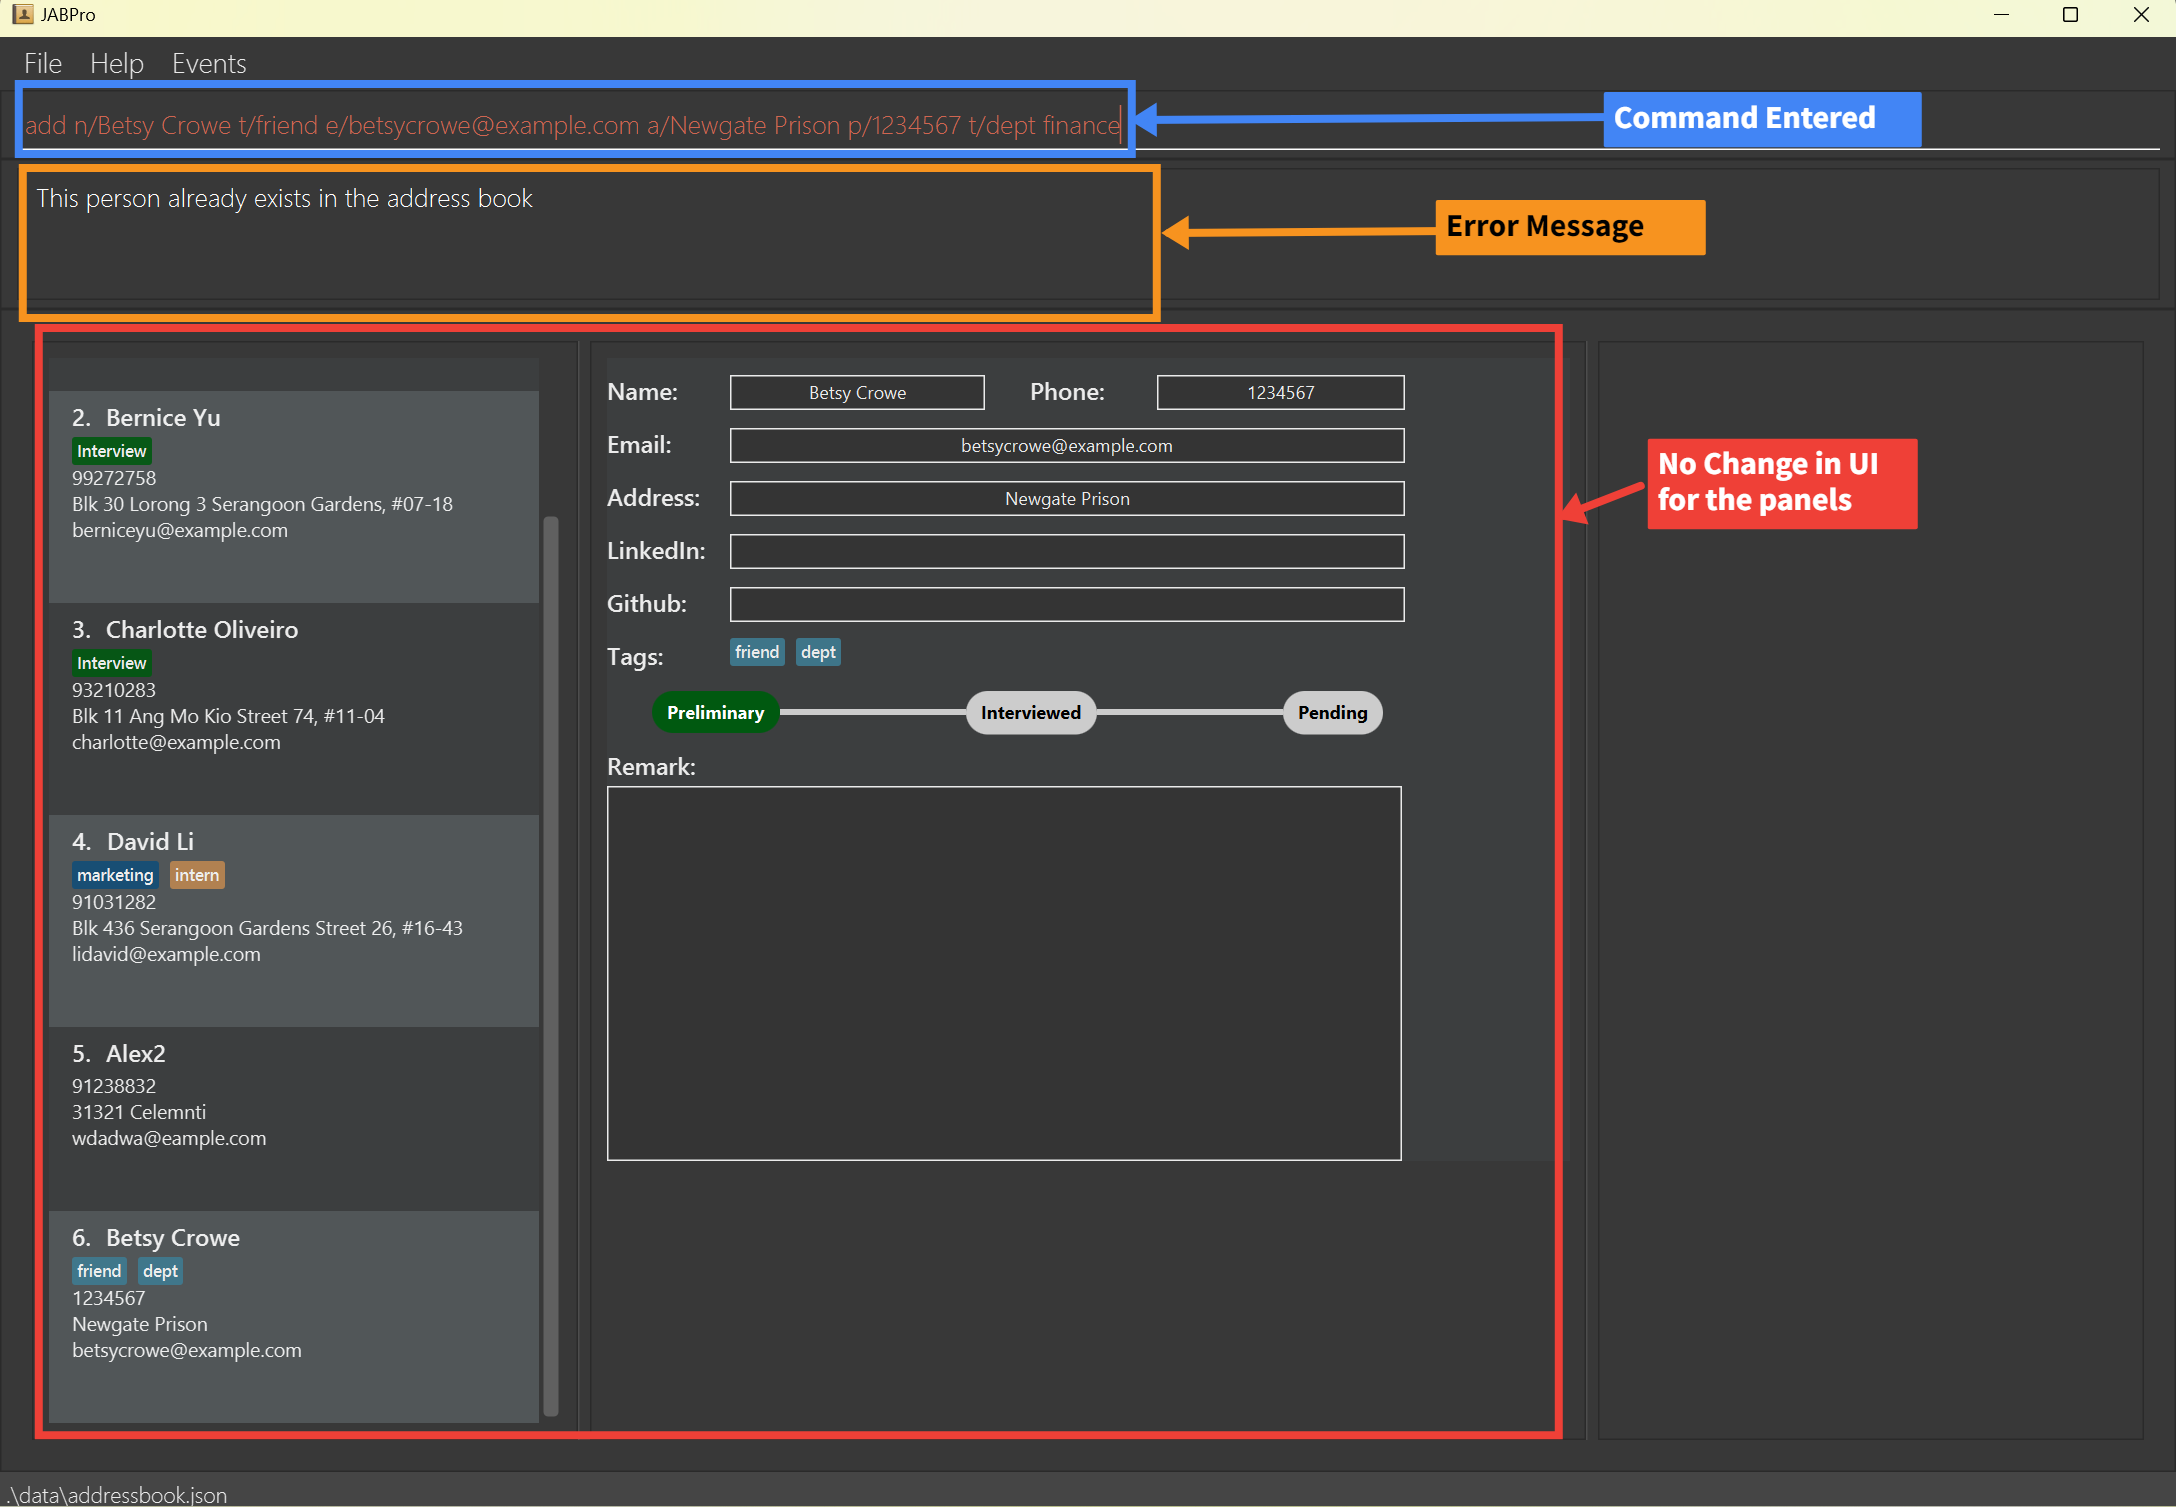 JABPro
File Help Events
add n/Betsy Crowe t/friend e/betsycrowe@example.com a/Newgate Prison p/1234567 t/dept finance
Command Entered
This person already exists in the address book
Error Message
2. Bernice Yu
Interview
99272758
Blk 30 Lorong 3 Serangoon Gardens, #07-18
berniceyu@example.com
3. Charlotte Oliveiro
Interview
93210283
Blk 11 Ang Mo Kio Street 74, #11-04
charlotte@example.com
4. David Li
marketing intern
91031282
Blk 436 Serangoon Gardens Street 26, #16-43
lidavid@example.com
5. Alex2
91238832
31321 Celemnti
wdadwa@eample.com
6. Betsy Crowe
friend dept
1234567
Newgate Prison
betsycrowe@example.com
Name: Betsy Crowe Phone: 1234567
Email: betsycrowe@example.com
Address: Newgate Prison
LinkedIn:
Github:
Tags: friend dept
Preliminary Interviewed Pending
Remark:
No Change in UI
for the panels
.\data\addressbook.json